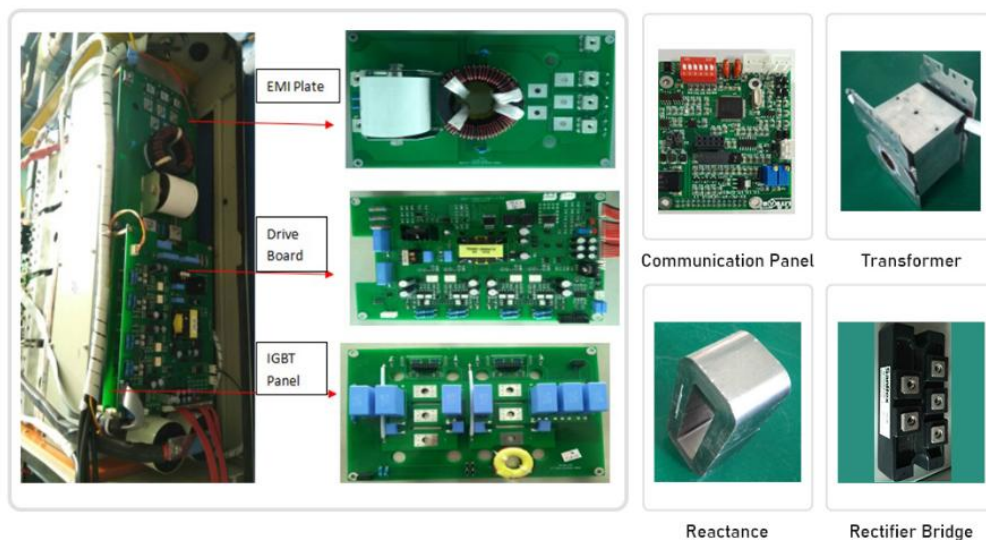 EMI Plate
Drive
Board
IGBT
Panel
Communication Panel
Transformer
Reactance
Rectifier Bridge